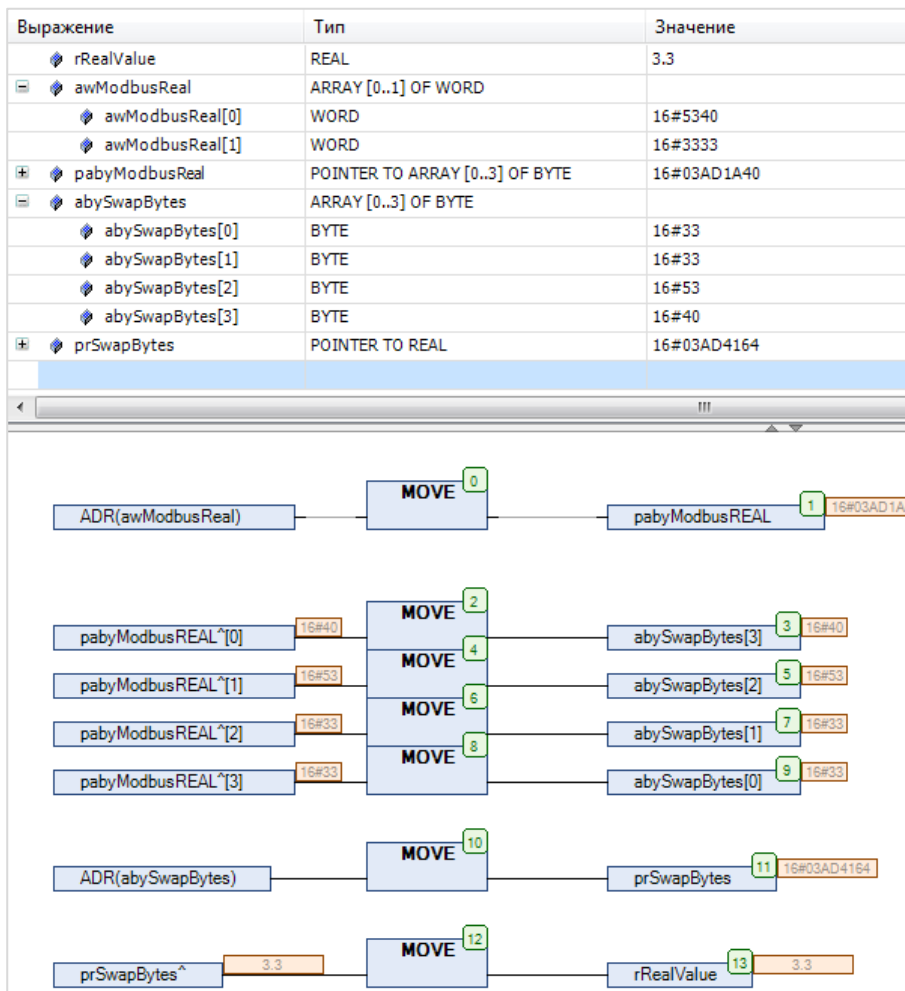 Выражение Тип Значение
rRealValue REAL 3.3
awModbusReal ARRAY [0..1] OF WORD
awModbusReal[0] WORD 16#5340
awModbusReal[1] WORD 16#3333
pabyModbusReal POINTER TO ARRAY [0..3] OF BYTE 16#03AD1A40
abySwapBytes ARRAY [0..3] OF BYTE
abySwapBytes[0] BYTE 16#33
abySwapBytes[1] BYTE 16#33
abySwapBytes[2] BYTE 16#53
abySwapBytes[3] BYTE 16#40
prSwapBytes POINTER TO REAL 16#03AD4164
ADR(awModbusReal) MOVE 0 pabyModbusREAL 1 16#03AD1A
pabyModbusREAL^[0] 16#40 MOVE 2 abySwapBytes[3] 3 16#40
pabyModbusREAL^[1] 16#53 MOVE 4 abySwapBytes[2] 5 16#53
pabyModbusREAL^[2] 16#33 MOVE 6 abySwapBytes[1] 7 16#33
pabyModbusREAL^[3] 16#33 MOVE 8 abySwapBytes[0] 9 16#33
ADR(abySwapBytes) MOVE 10 prSwapBytes 11 16#03AD4164
prSwapBytes^ 3.3 MOVE 12 rRealValue 13 3.3